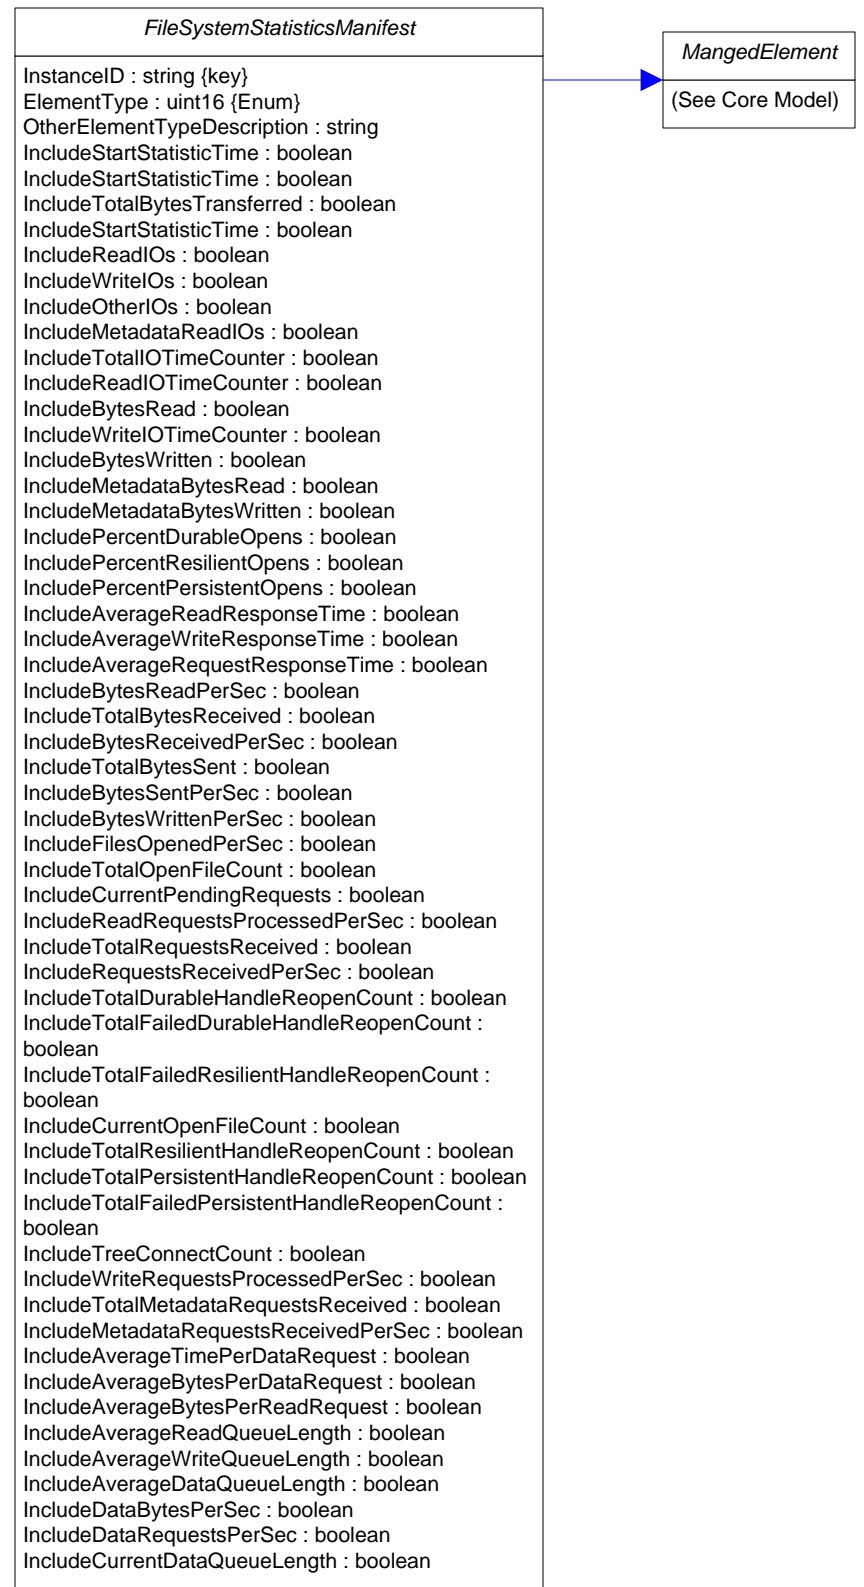 FileSystemStatisticsManifest
InstanceID : string {key}
ElementType : uint16 {Enum}
OtherElementTypeDescription : string
IncludeStartStatisticTime : boolean
IncludeStartStatisticTime : boolean
IncludeTotalBytesTransferred : boolean
IncludeStartStatisticTime : boolean
IncludeReadIOs : boolean
IncludeWriteIOs : boolean
IncludeOtherIOs : boolean
IncludeMetadataReadIOs : boolean
IncludeTotalIOTimeCounter : boolean
IncludeReadIOTimeCounter : boolean
IncludeBytesRead : boolean
IncludeWriteIOTimeCounter : boolean
IncludeBytesWritten : boolean
IncludeMetadataBytesRead : boolean
IncludeMetadataBytesWritten : boolean
IncludePercentDurableOpens : boolean
IncludePercentResilientOpens : boolean
IncludePercentPersistentOpens : boolean
IncludeAverageReadResponseTime : boolean
IncludeAverageWriteResponseTime : boolean
IncludeAverageRequestResponseTime : boolean
IncludeBytesReadPerSec : boolean
IncludeTotalBytesReceived : boolean
IncludeBytesReceivedPerSec : boolean
IncludeTotalBytesSent : boolean
IncludeBytesSentPerSec : boolean
IncludeBytesWrittenPerSec : boolean
IncludeFilesOpenedPerSec : boolean
IncludeTotalOpenFileCount : boolean
IncludeCurrentPendingRequests : boolean
IncludeReadRequestsProcessedPerSec : boolean
IncludeTotalRequestsReceived : boolean
IncludeRequestsReceivedPerSec : boolean
IncludeTotalDurableHandleReopenCount : boolean
IncludeTotalFailedDurableHandleReopenCount :
boolean
IncludeTotalFailedResilientHandleReopenCount :
boolean
IncludeCurrentOpenFileCount : boolean
IncludeTotalResilientHandleReopenCount : boolean
IncludeTotalPersistentHandleReopenCount : boolean
IncludeTotalFailedPersistentHandleReopenCount :
boolean
IncludeTreeConnectCount : boolean
IncludeWriteRequestsProcessedPerSec : boolean
IncludeTotalMetadataRequestsReceived : boolean
IncludeMetadataRequestsReceivedPerSec : boolean
IncludeAverageTimePerDataRequest : boolean
IncludeAverageBytesPerDataRequest : boolean
IncludeAverageBytesPerReadRequest : boolean
IncludeAverageReadQueueLength : boolean
IncludeAverageWriteQueueLength : boolean
IncludeAverageDataQueueLength : boolean
IncludeDataBytesPerSec : boolean
IncludeDataRequestsPerSec : boolean
IncludeCurrentDataQueueLength : boolean
MangedElement
(See Core Model)